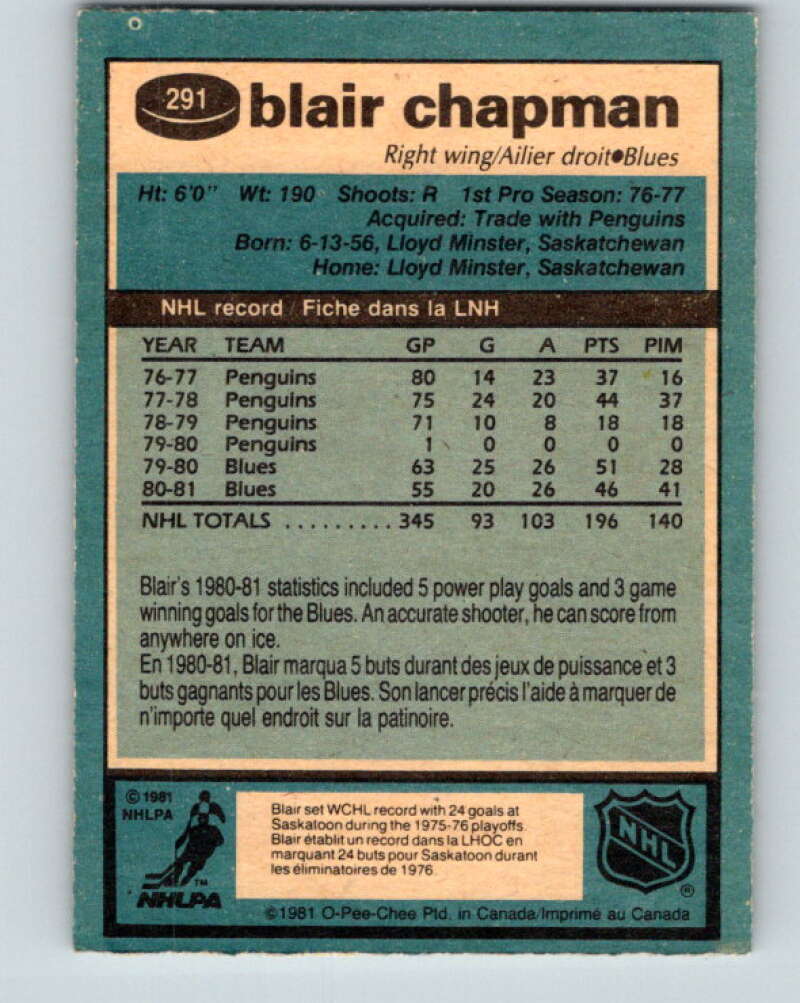 291 blair chapman
Right wing/Ailier droit●Blues
Ht: 6'0" Wt: 190 Shoots: R 1st Pro Season: 76-77
Acquired: Trade with Penguins
Born: 6-13-56, Lloyd Minster, Saskatchewan
Home: Lloyd Minster, Saskatchewan
NHL record / Fiche dans la LNH
YEAR TEAM GP G A PTS PIM
76-77 Penguins 80 14 23 37 16
77-78 Penguins 75 24 20 44 37
78-79 Penguins 71 10 8 18 18
79-80 Penguins 1 0 0 0 0
79-80 Blues 63 25 26 51 28
80-81 Blues 55 20 26 46 41
NHL TOTALS .......... 345 93 103 196 140
Blair's 1980-81 statistics included 5 power play goals and 3 game
winning goals for the Blues. An accurate shooter, he can score from
anywhere on ice.
En 1980-81, Blair marqua 5 buts durant des jeux de puissance et 3
buts gagnants pour les Blues. Son lancer précis l'aide à marquer de
n'importe quel endroit sur la patinoire.
© 1981
NHLPA
TM
NHLPA
Blair set WCHL record with 24 goals at
Saskatoon during the 1975-76 playoffs.
Blair établit un record dans la LHOC en
marquant 24 buts pour Saskatoon durant
les éliminatoires de 1976.
NHL
®
©1981 O-Pee-Chee Ptd. in Canada/Imprimé au Canada